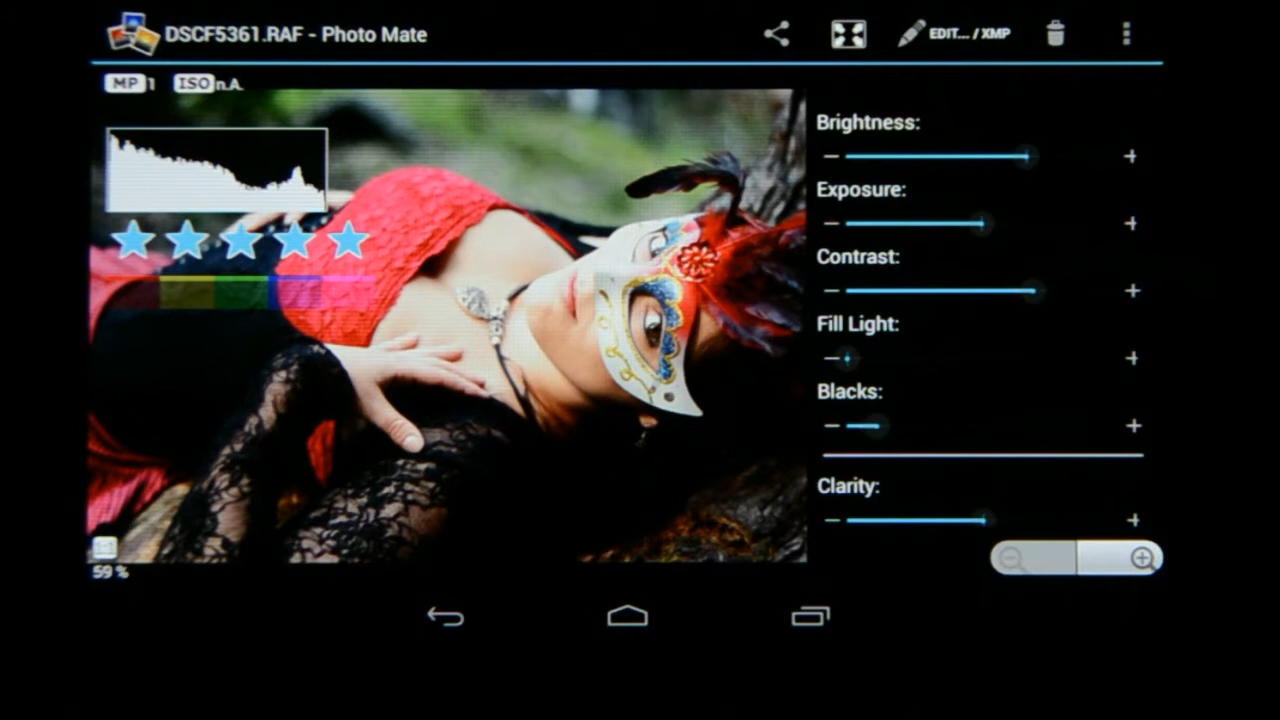 DSCF5361.RAF - Photo Mate
EDIT... / XMP
MP 1 ISO n.A.
Brightness:
Exposure:
Contrast:
Fill Light:
Blacks:
Clarity:
59 %